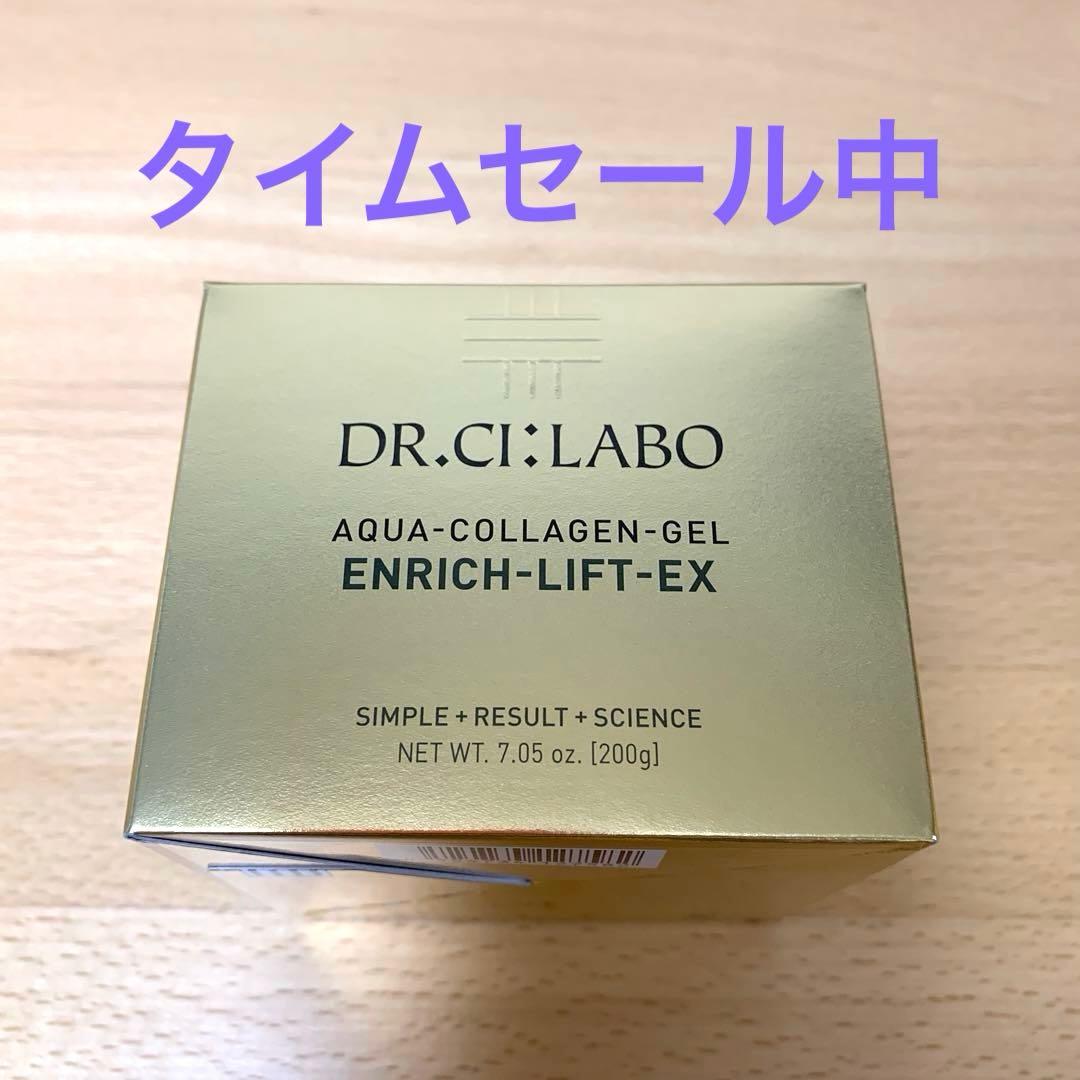 タイムセール中
DR.CI:LABO
AQUA-COLLAGEN-GEL
ENRICH-LIFT-EX
SIMPLE + RESULT + SCIENCE
NET WT. 7.05 oz. [200g]